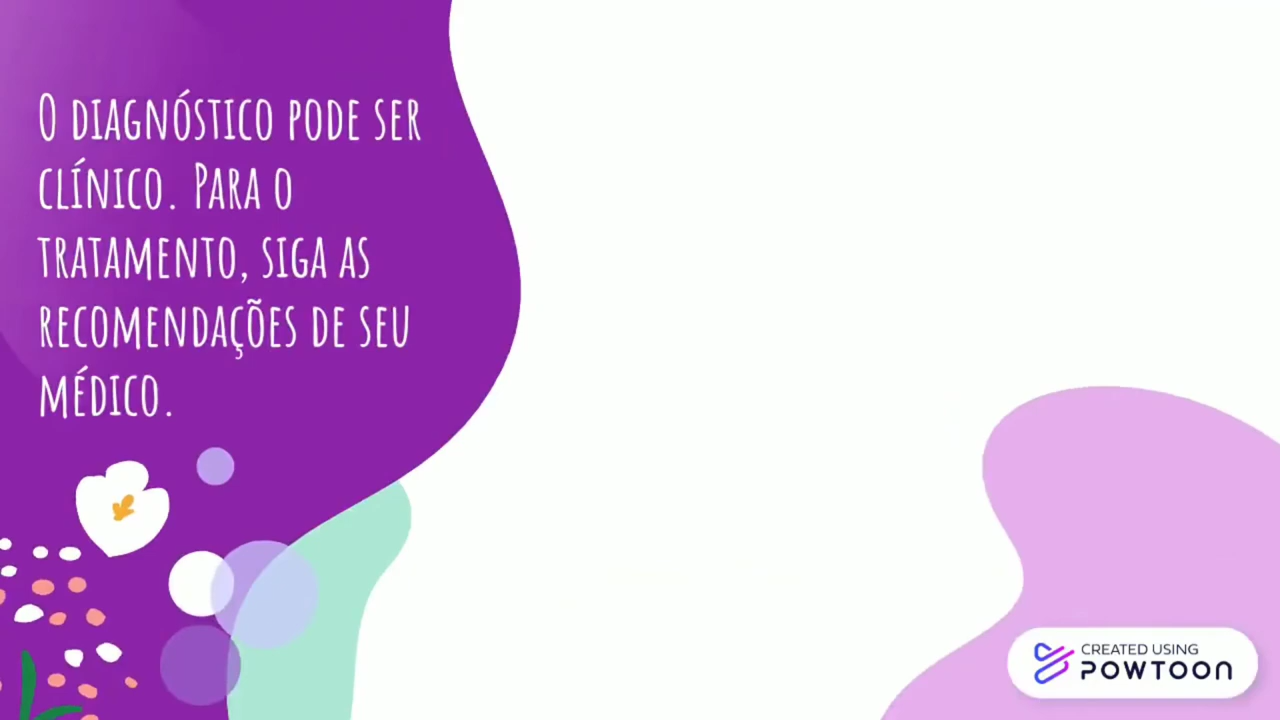 O diagnóstico pode ser
clínico. Para o
tratamento, siga as
recomendações de seu
médico.
CREATED USING
POWTOON